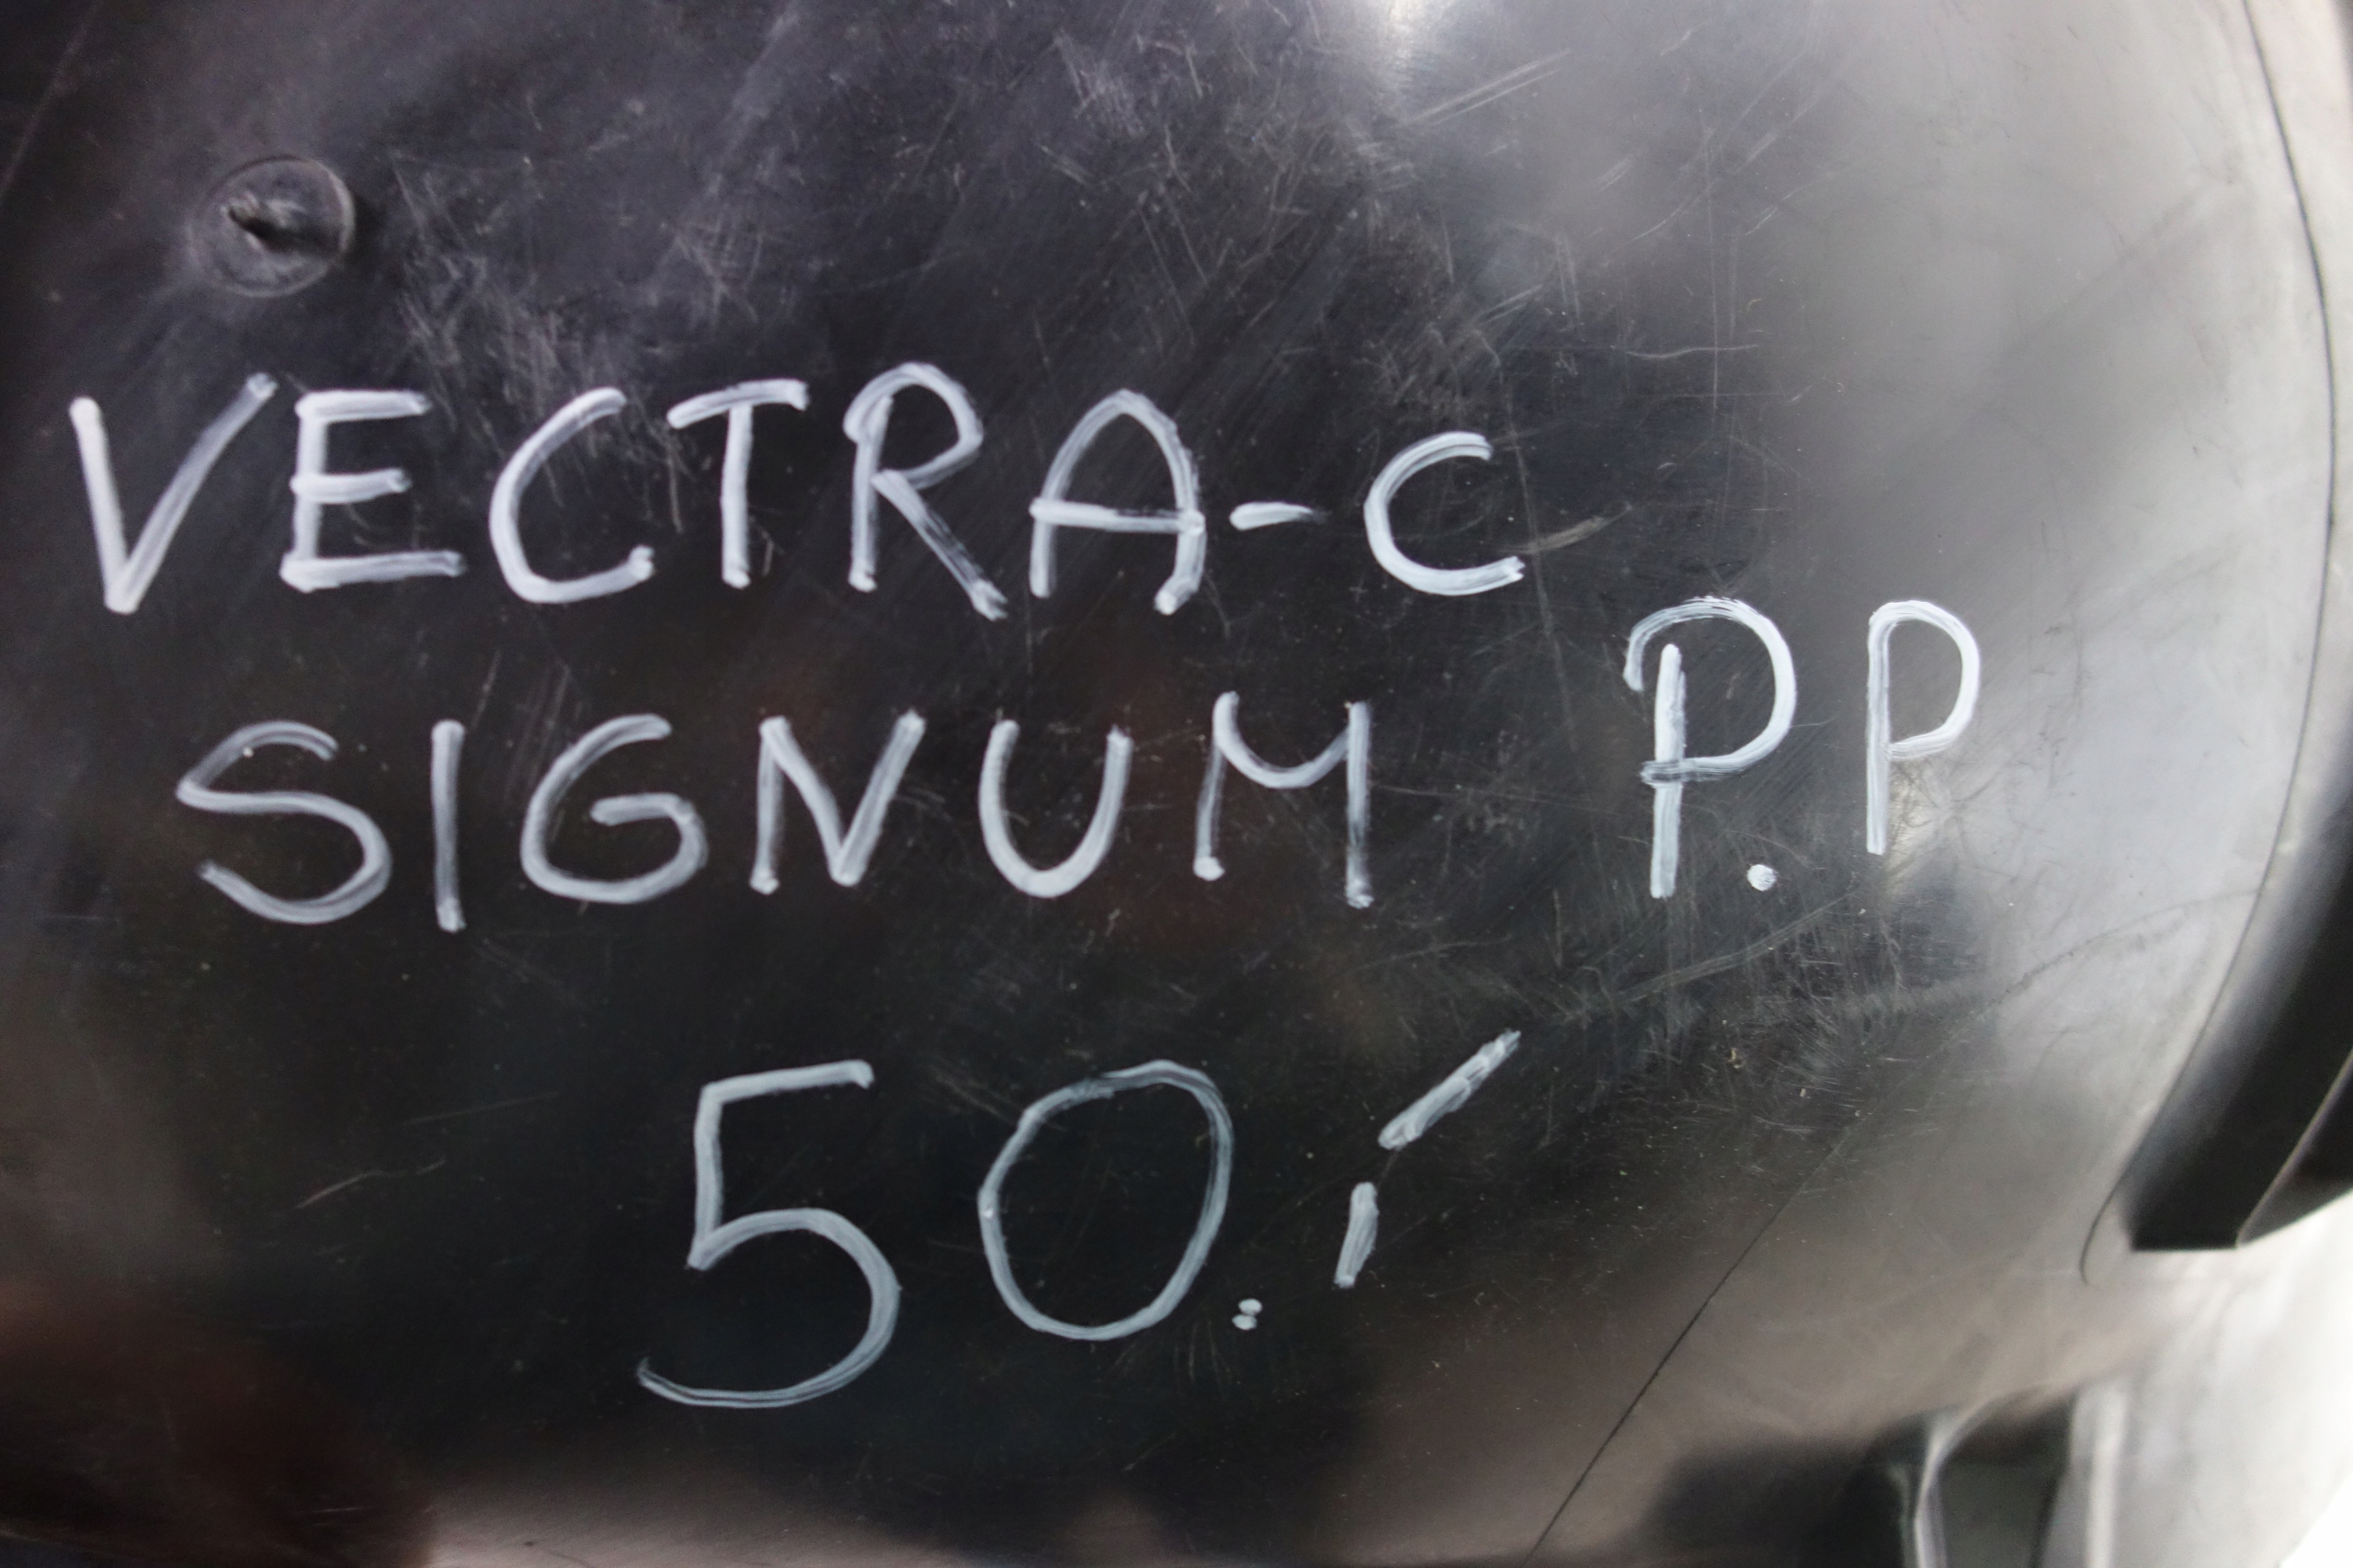 VECTRA-C
SIGNUM P.P
50.-